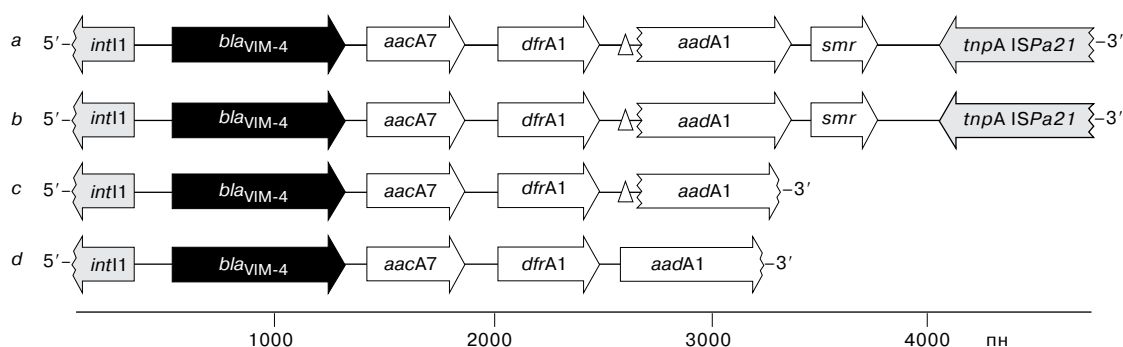 a 5′– intI1 blaVIM-4 aacA7 dfrA1 Δ aadA1 smr tnpA ISPa21 –3′
b 5′– intI1 blaVIM-4 aacA7 dfrA1 Δ aadA1 smr tnpA ISPa21 –3′
c 5′– intI1 blaVIM-4 aacA7 dfrA1 Δ aadA1 –3′
d 5′– intI1 blaVIM-4 aacA7 dfrA1 aadA1 –3′
1000 2000 3000 4000 пн